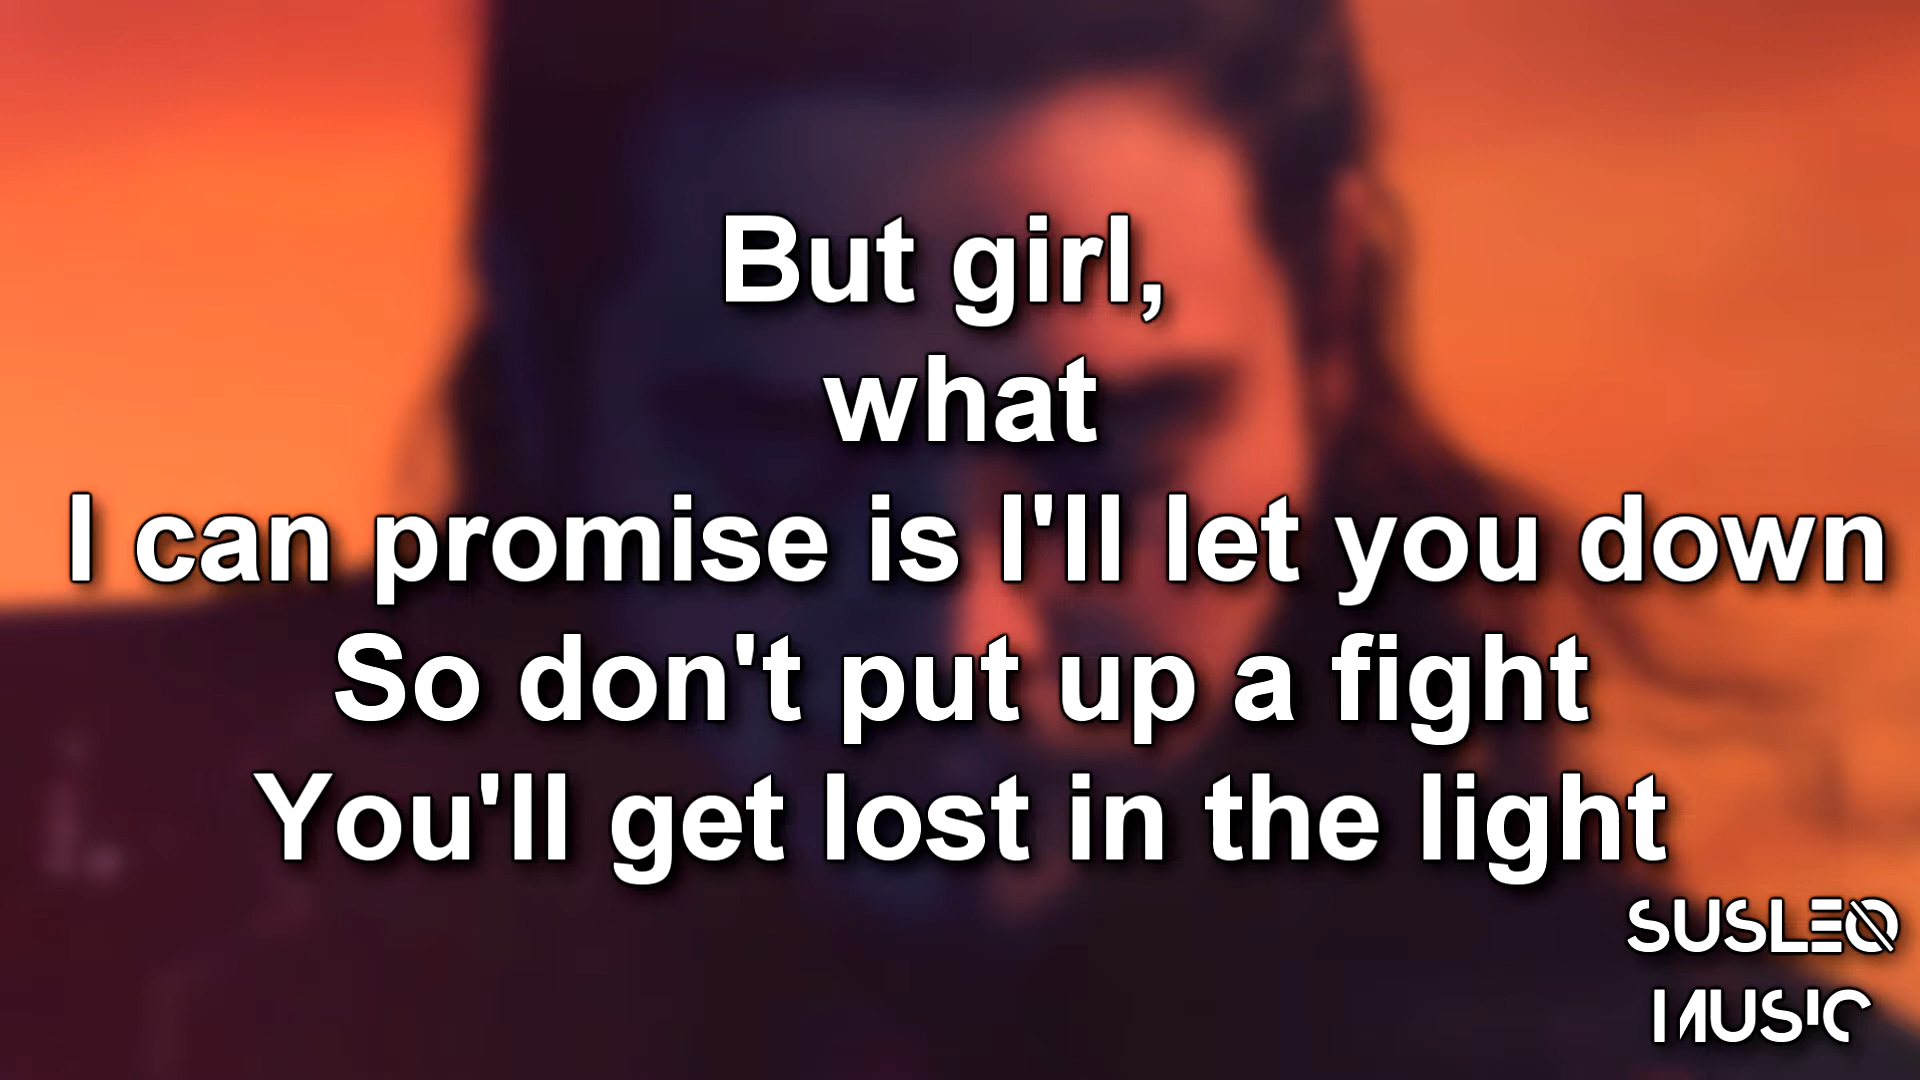 But girl,
what
I can promise is I'll let you down
So don't put up a fight
You'll get lost in the light
SUSLEO
MUSIC